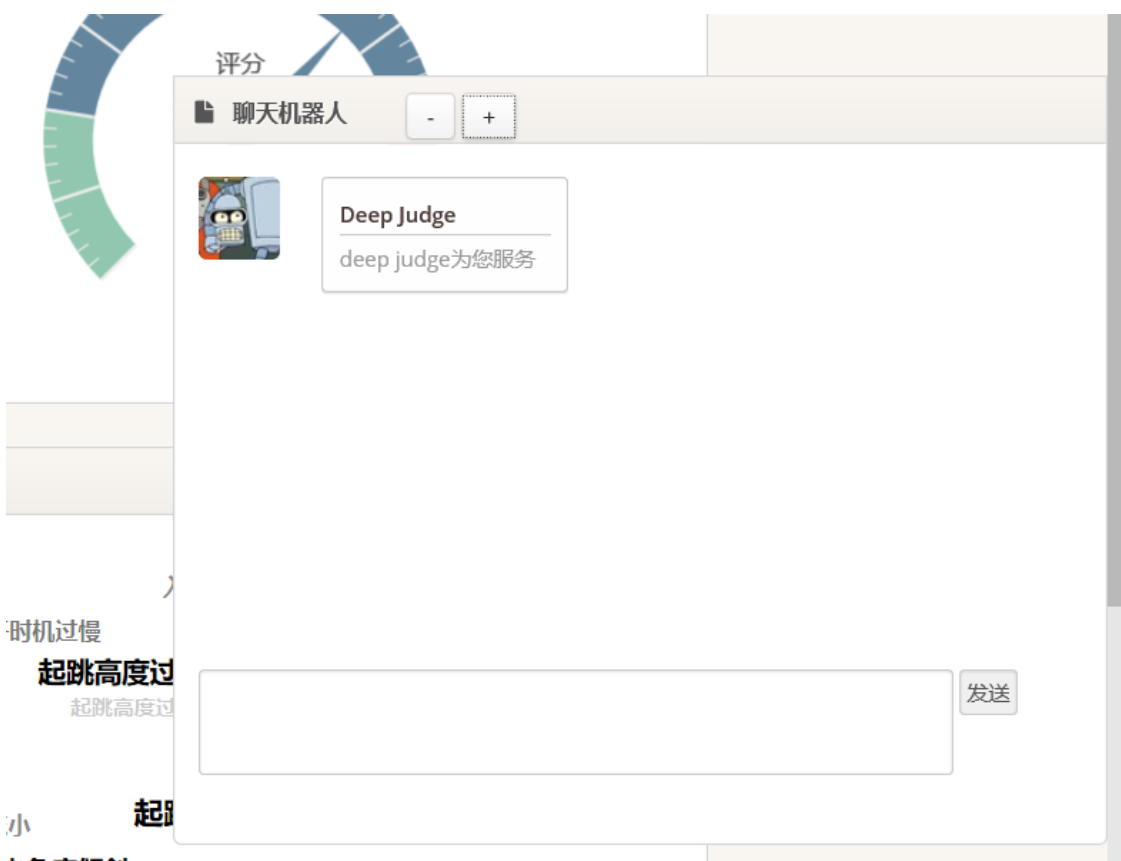 评分
聊天机器人
-
+
Deep Judge
deep judge为您服务
时机过慢
起跳高度过
起跳高度过
发送
起
小